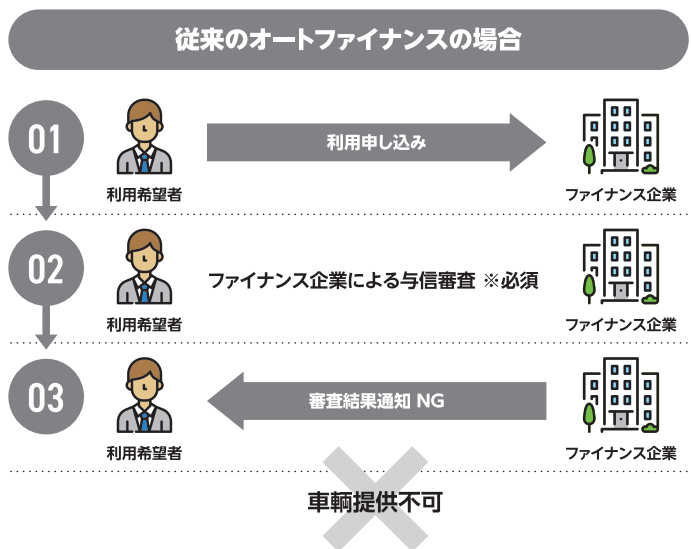 従来のオートファイナンスの場合
01
利用申し込み
利用希望者
ファイナンス企業
02
ファイナンス企業による与信審査 ※必須
利用希望者
ファイナンス企業
03
審査結果通知 NG
利用希望者
ファイナンス企業
車輌提供不可